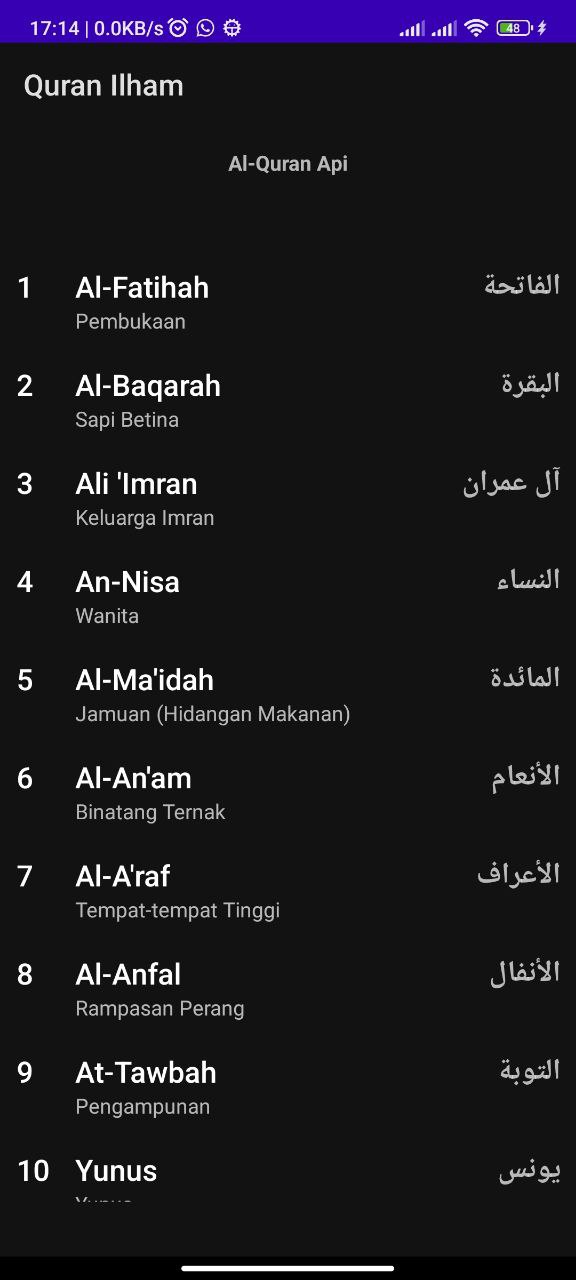 17:14 | 0.0KB/s 48
Quran Ilham
Al-Quran Api
1 Al-Fatihah الفاتحة
Pembukaan
2 Al-Baqarah البقرة
Sapi Betina
3 Ali 'Imran آل عمران
Keluarga Imran
4 An-Nisa النساء
Wanita
5 Al-Ma'idah المائدة
Jamuan (Hidangan Makanan)
6 Al-An'am الأنعام
Binatang Ternak
7 Al-A'raf الأعراف
Tempat-tempat Tinggi
8 Al-Anfal الأنفال
Rampasan Perang
9 At-Tawbah التوبة
Pengampunan
10 Yunus يونس